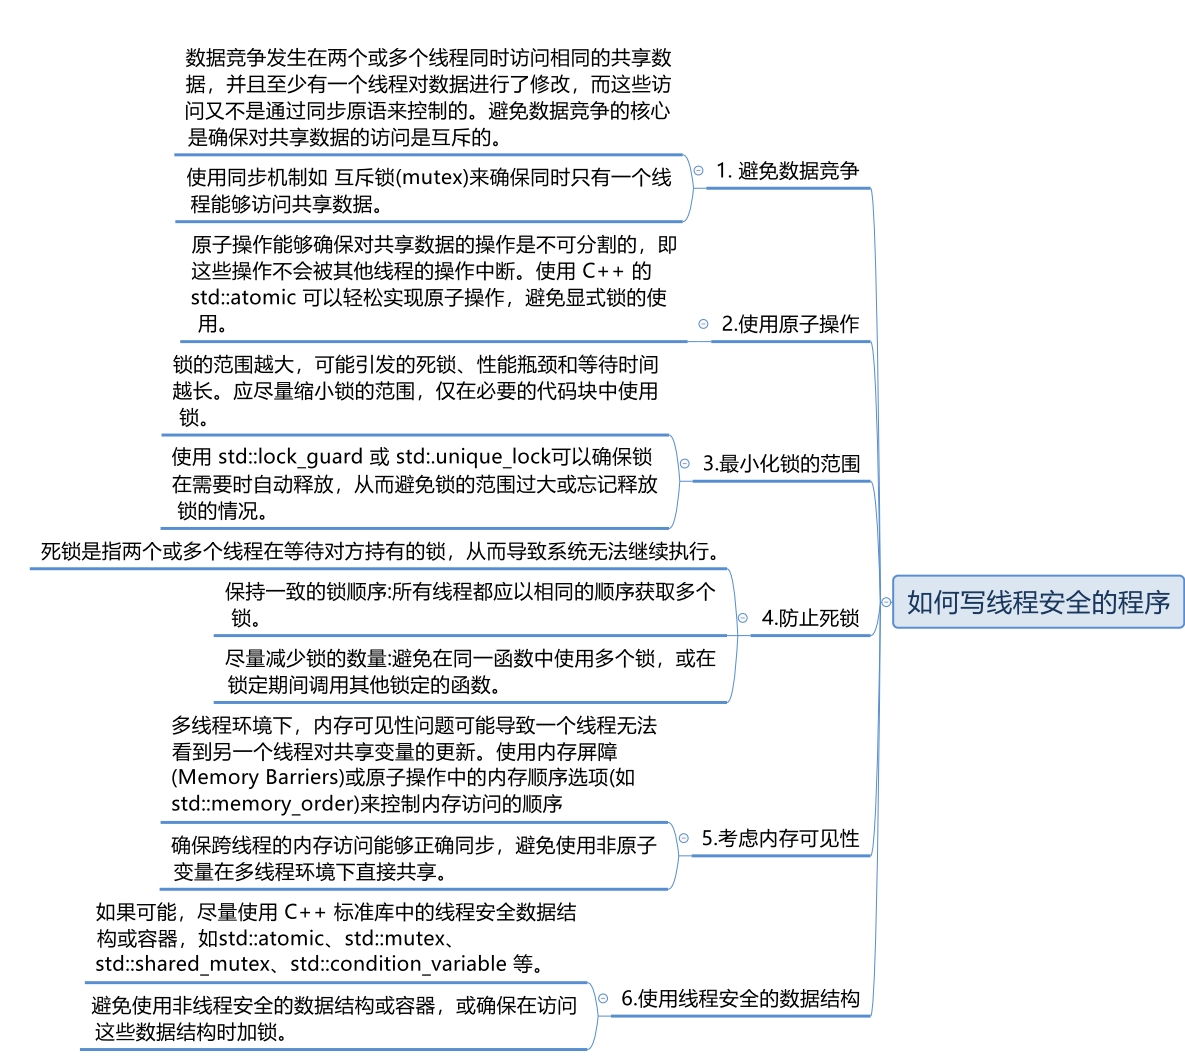 如何写线程安全的程序
1. 避免数据竞争
数据竞争发生在两个或多个线程同时访问相同的共享数
据，并且至少有一个线程对数据进行了修改，而这些访
问又不是通过同步原语来控制的。避免数据竞争的核心
是确保对共享数据的访问是互斥的。
使用同步机制如 互斥锁(mutex)来确保同时只有一个线
程能够访问共享数据。
2.使用原子操作
原子操作能够确保对共享数据的操作是不可分割的，即
这些操作不会被其他线程的操作中断。使用 C++ 的
std::atomic 可以轻松实现原子操作，避免显式锁的使
用。
3.最小化锁的范围
锁的范围越大，可能引发的死锁、性能瓶颈和等待时间
越长。应尽量缩小锁的范围，仅在必要的代码块中使用
锁。
使用 std::lock_guard 或 std:.unique_lock可以确保锁
在需要时自动释放，从而避免锁的范围过大或忘记释放
锁的情况。
4.防止死锁
死锁是指两个或多个线程在等待对方持有的锁，从而导致系统无法继续执行。
保持一致的锁顺序:所有线程都应以相同的顺序获取多个
锁。
尽量减少锁的数量:避免在同一函数中使用多个锁，或在
锁定期间调用其他锁定的函数。
5.考虑内存可见性
多线程环境下，内存可见性问题可能导致一个线程无法
看到另一个线程对共享变量的更新。使用内存屏障
(Memory Barriers)或原子操作中的内存顺序选项(如
std::memory_order)来控制内存访问的顺序
确保跨线程的内存访问能够正确同步，避免使用非原子
变量在多线程环境下直接共享。
6.使用线程安全的数据结构
如果可能，尽量使用 C++ 标准库中的线程安全数据结
构或容器，如std::atomic、std::mutex、
std::shared_mutex、std::condition_variable 等。
避免使用非线程安全的数据结构或容器，或确保在访问
这些数据结构时加锁。